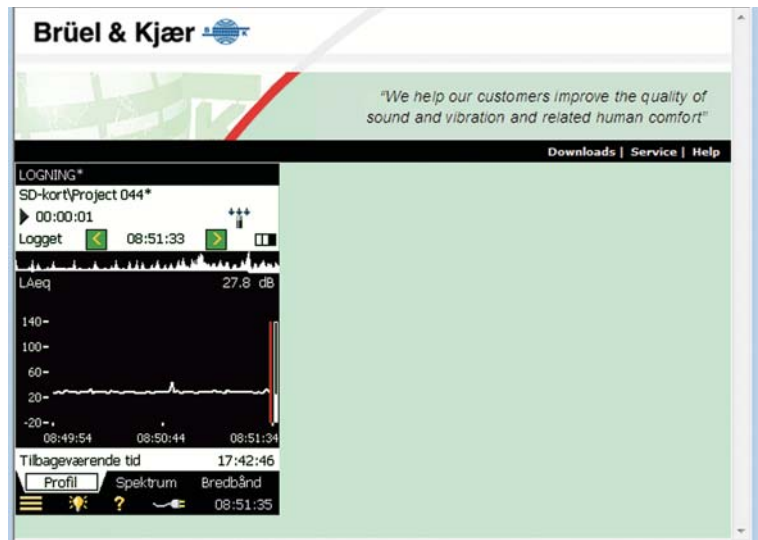 Brüel & Kjær
"We help our customers improve the quality of
sound and vibration and related human comfort"
Downloads | Service | Help
LOGNING*
SD-kort\Project 044*
00:00:01
Logget < 08:51:33 >
LAeq 27.8 dB
140-
100-
60-
20-
-20-
08:49:54 08:50:44 08:51:34
Tilbageværende tid 17:42:46
Profil Spektrum Bredbånd
? 08:51:35